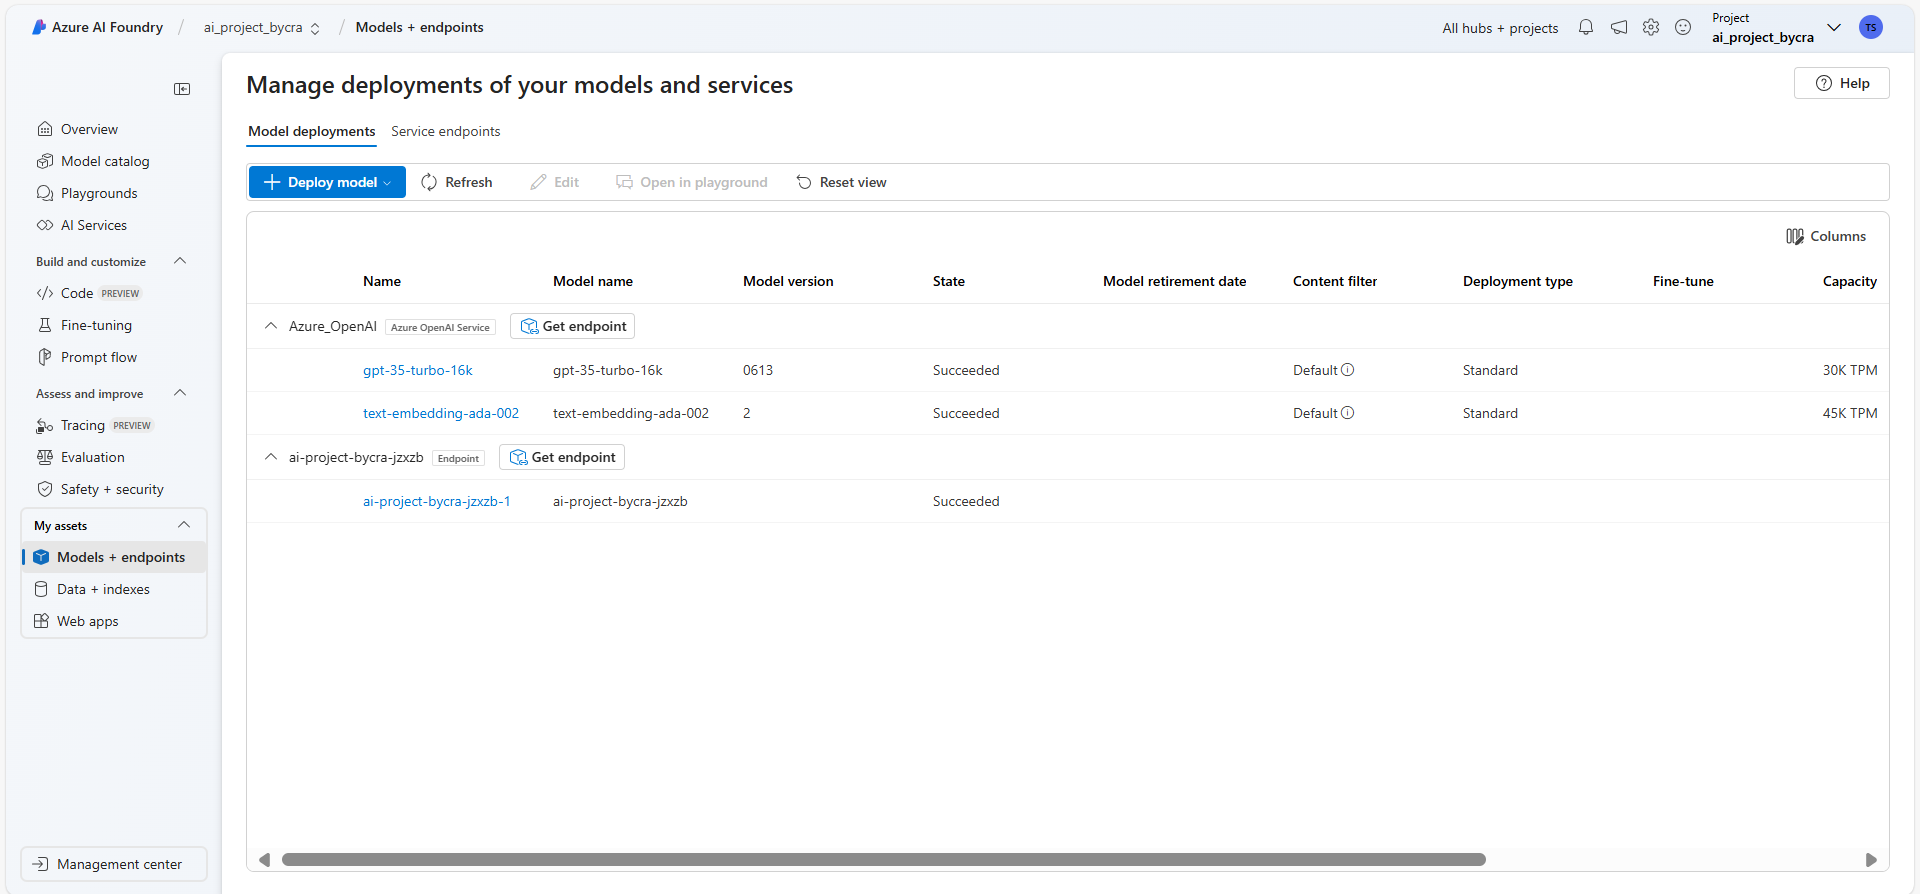 Azure AI Foundry / ai_project_bycra / Models + endpoints
All hubs + projects
Project
ai_project_bycra
TS
Overview
Model catalog
Playgrounds
AI Services
Build and customize
Code PREVIEW
Fine-tuning
Prompt flow
Assess and improve
Tracing PREVIEW
Evaluation
Safety + security
My assets
Models + endpoints
Data + indexes
Web apps
Management center
Manage deployments of your models and services
Help
Model deployments Service endpoints
Deploy model Refresh Edit Open in playground Reset view
Columns
Name Model name Model version State Model retirement date Content filter Deployment type Fine-tune Capacity
Azure_OpenAI Azure OpenAI Service Get endpoint
gpt-35-turbo-16k gpt-35-turbo-16k 0613 Succeeded Default Standard 30K TPM
text-embedding-ada-002 text-embedding-ada-002 2 Succeeded Default Standard 45K TPM
ai-project-bycra-jzxzb Endpoint Get endpoint
ai-project-bycra-jzxzb-1 ai-project-bycra-jzxzb Succeeded